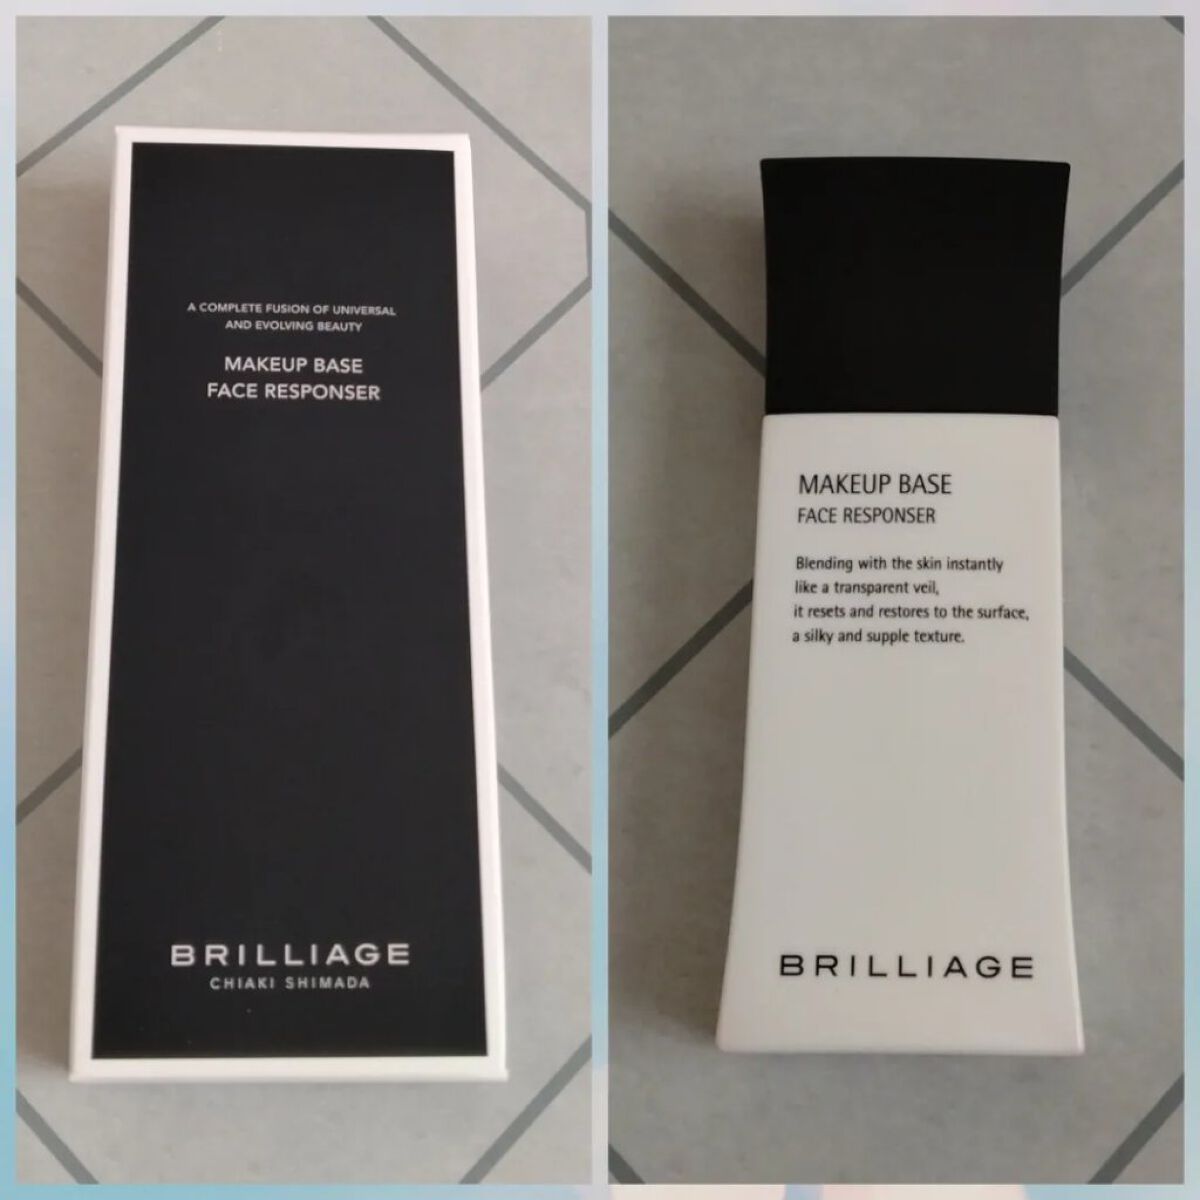 A COMPLETE FUSION OF UNIVERSAL
AND EVOLVING BEAUTY
MAKEUP BASE
FACE RESPONSER
BRILLIAGE
CHIAKI SHIMADA
MAKEUP BASE
FACE RESPONSER
Blending with the skin instantly
like a transparent veil,
it resets and restores to the surface,
a silky and supple texture.
BRILLIAGE